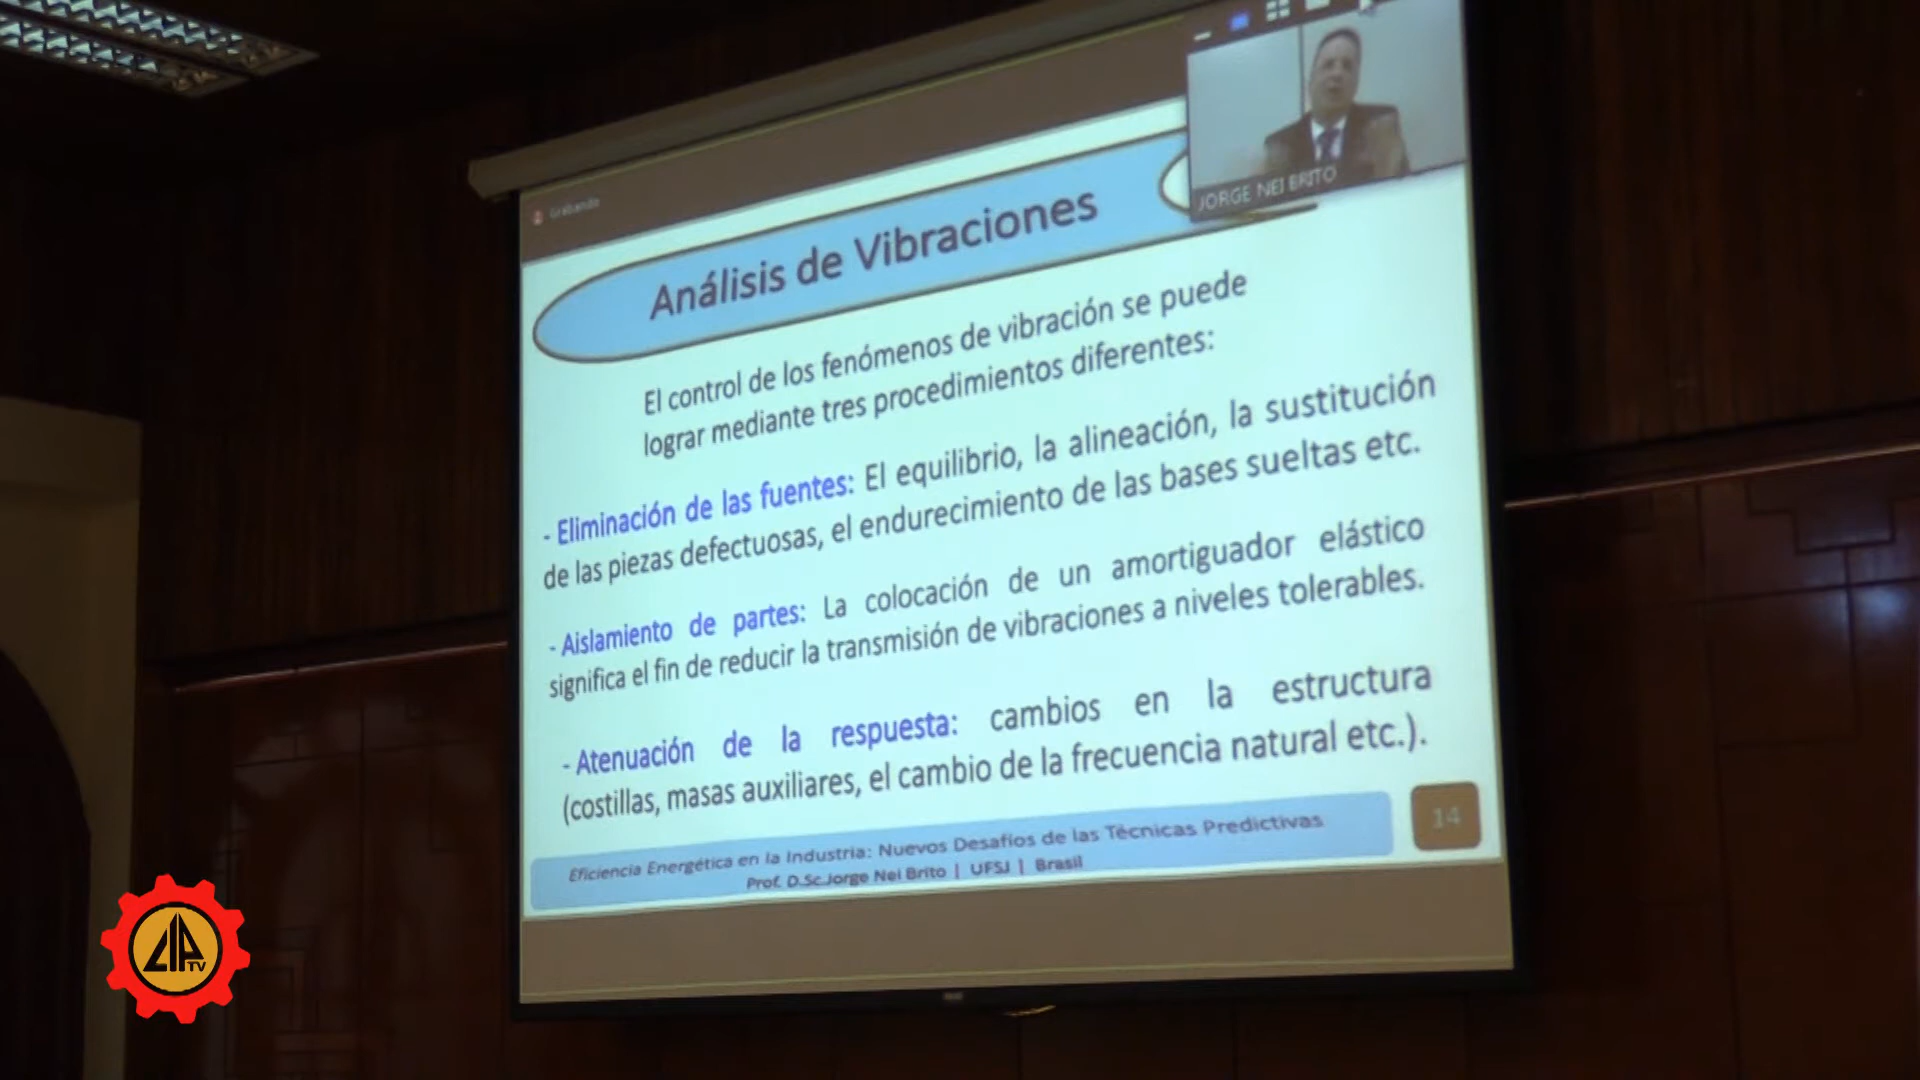 Grabando
JORGE NEI BRITO
Análisis de Vibraciones
El control de los fenómenos de vibración se puede
lograr mediante tres procedimientos diferentes:
- Eliminación de las fuentes: El equilibrio, la alineación, la sustitución
de las piezas defectuosas, el endurecimiento de las bases sueltas etc.
- Aislamiento de partes: La colocación de un amortiguador elástico
significa el fin de reducir la transmisión de vibraciones a niveles tolerables.
- Atenuación de la respuesta: cambios en la estructura
(costillas, masas auxiliares, el cambio de la frecuencia natural etc.).
Eficiencia Energética en la Industria: Nuevos Desafíos de las Técnicas Predictivas
Prof. D.Sc.Jorge Nei Brito | UFSJ | Brasil
14
CIP
TV